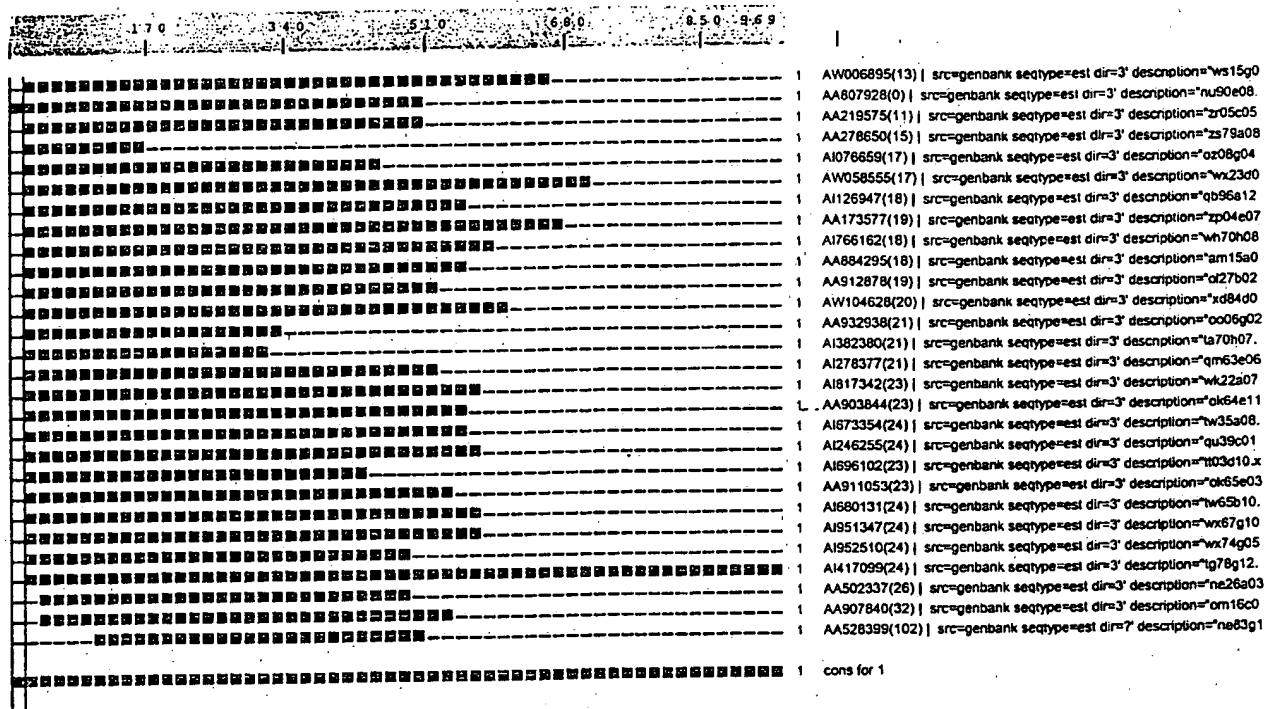 170 340 510 680 850 969
1 AW006895(13) | src=genbank seqtype=est dir=3' description="ws15g0
1 AA807928(0) | src=genbank seqtype=est dir=3' description="nu90e08.
1 AA219575(11) | src=genbank seqtype=est dir=3' description="zr05c05
1 AA278650(15) | src=genbank seqtype=est dir=3' description="zs79a08
1 AI076659(17) | src=genbank seqtype=est dir=3' description="oz08g04
1 AW058555(17) | src=genbank seqtype=est dir=3' description="wx23d0
1 AI126947(18) | src=genbank seqtype=est dir=3' description="qb96a12
1 AA173577(19) | src=genbank seqtype=est dir=3' description="zp04e07
1 AI766162(18) | src=genbank seqtype=est dir=3' description="wh70h08
1 AA884295(18) | src=genbank seqtype=est dir=3' description="am15a0
1 AA912878(19) | src=genbank seqtype=est dir=3' description="ol27b02
1 AW104628(20) | src=genbank seqtype=est dir=3' description="xd84d0
1 AA932938(21) | src=genbank seqtype=est dir=3' description="oo06g02
1 AI382380(21) | src=genbank seqtype=est dir=3' description="ta70h07.
1 AI278377(21) | src=genbank seqtype=est dir=3' description="qm63e06
1 AI817342(23) | src=genbank seqtype=est dir=3' description="wk22a07
1 AA903844(23) | src=genbank seqtype=est dir=3' description="ok64e11
1 AI673354(24) | src=genbank seqtype=est dir=3' description="tw35a08.
1 AI246255(24) | src=genbank seqtype=est dir=3' description="qu39c01
1 AI696102(23) | src=genbank seqtype=est dir=3' description="tt03d10.x
1 AA911053(23) | src=genbank seqtype=est dir=3' description="ok65e03
1 AI680131(24) | src=genbank seqtype=est dir=3' description="tw65b10.
1 AI951347(24) | src=genbank seqtype=est dir=3' description="wx67g10
1 AI952510(24) | src=genbank seqtype=est dir=3' description="wx74g05
1 AI417099(24) | src=genbank seqtype=est dir=3' description="tg78g12.
1 AA502337(26) | src=genbank seqtype=est dir=3' description="ne26a03
1 AA907840(32) | src=genbank seqtype=est dir=3' description="om16c0
1 AA528399(102) | src=genbank seqtype=est dir=? description="ne83g1
1 cons for 1